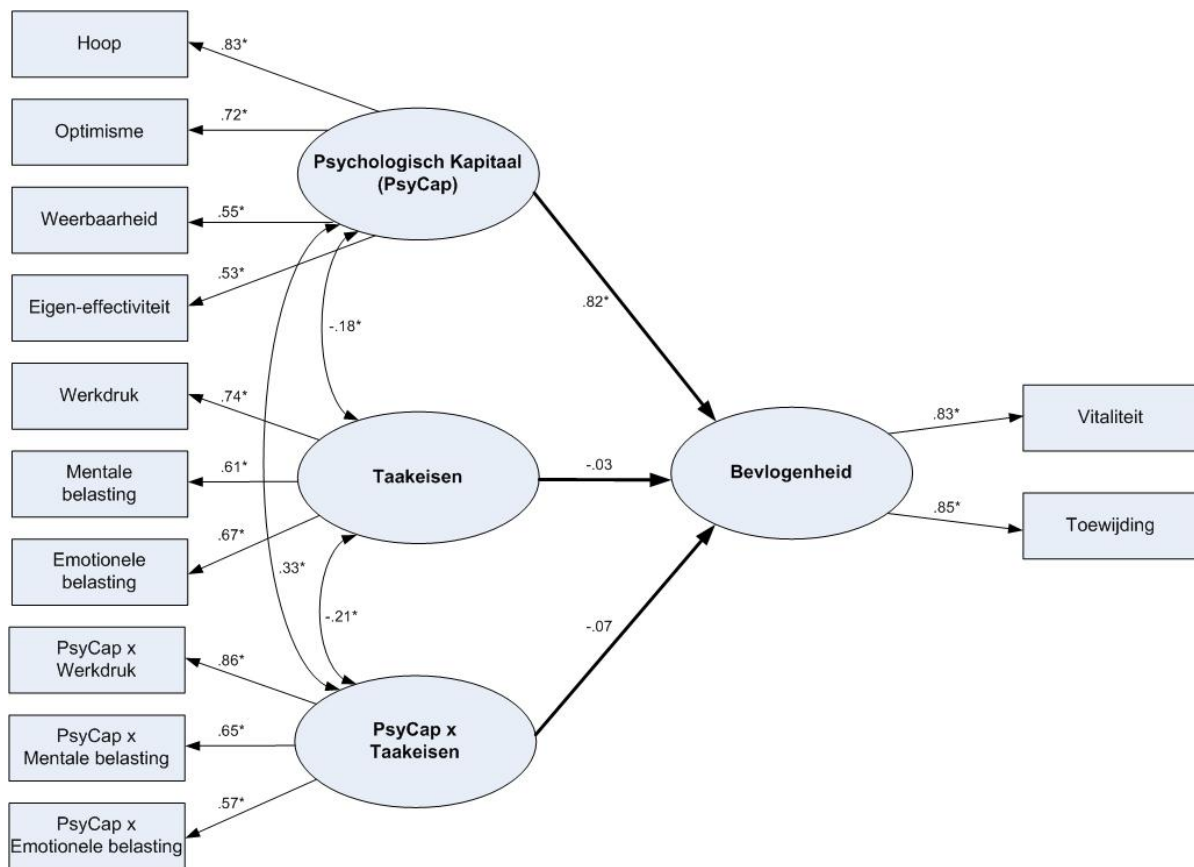 Hoop
.83*
Optimisme
.72*
Psychologisch Kapitaal
(PsyCap)
Weerbaarheid
.55*
Eigen-effectiviteit
.53*
.82*
-.18*
Werkdruk
.74*
Mentale
belasting
.61*
Taakeisen
-.03
Bevlogenheid
.83*
Vitaliteit
.85*
Toewijding
Emotionele
belasting
.67*
.33*
-.21*
-.07
PsyCap x
Werkdruk
.86*
PsyCap x
Mentale belasting
.65*
PsyCap x
Taakeisen
PsyCap x
Emotionele belasting
.57*